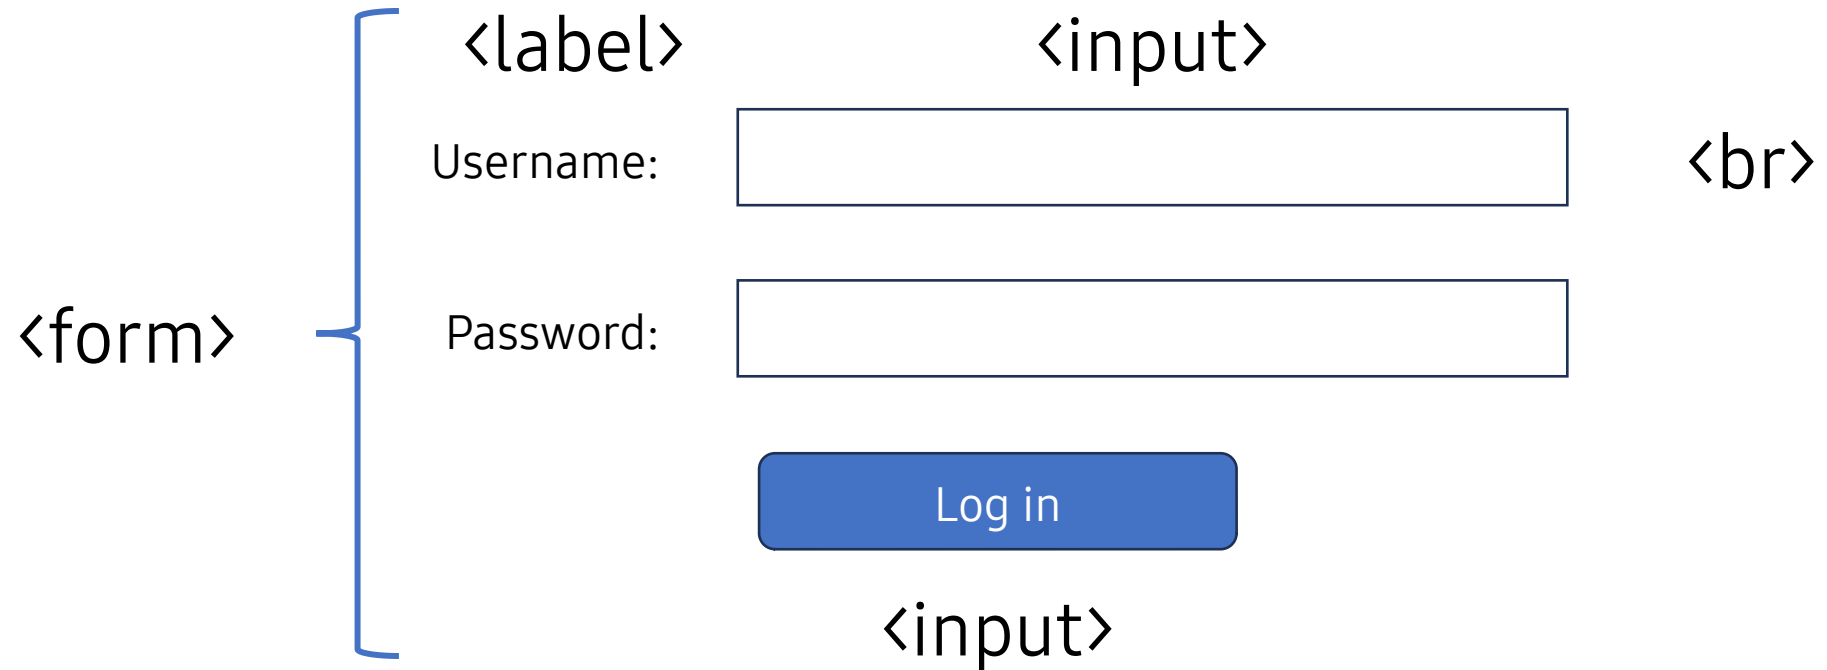 <label> <input>
Username: <br>
<form> Password:
Log in
<input>